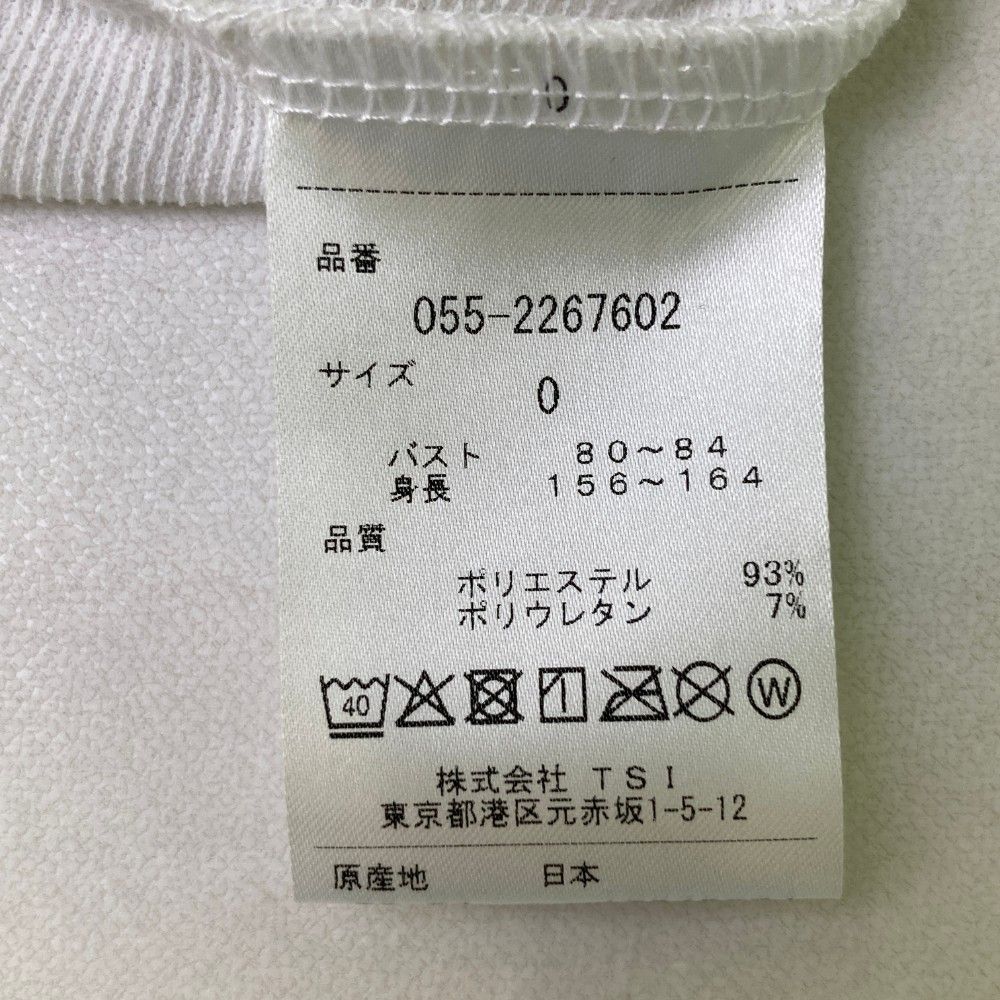 0
品番
055-2267602
サイズ
0
バスト 80～84
身長 156～164
品質
ポリエステル 93%
ポリウレタン 7%
40 W
株式会社 TSI
東京都港区元赤坂1-5-12
原産地 日本